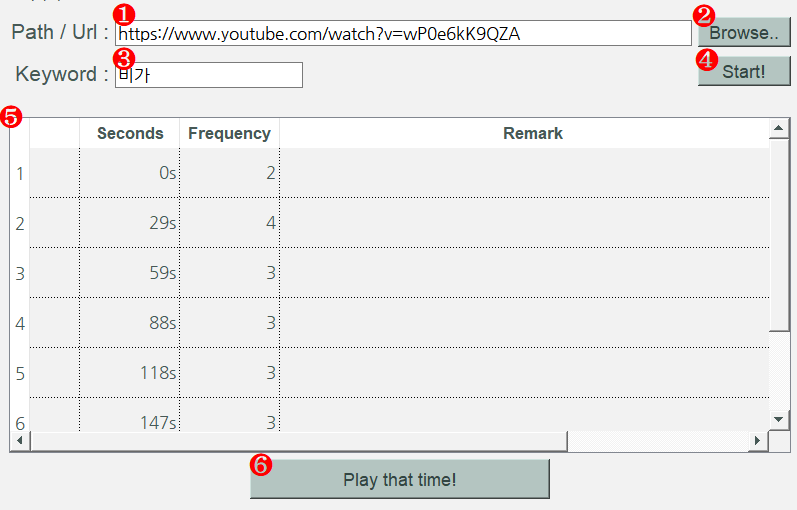 ❶ ❷
Path / Url : https://www.youtube.com/watch?v=wP0e6kK9QZA Browse..
❸ ❹
Keyword : 비가 Start!
❺
Seconds Frequency Remark
1 0s 2
2 29s 4
3 59s 3
4 88s 3
5 118s 3
6 147s 3
❻
Play that time!